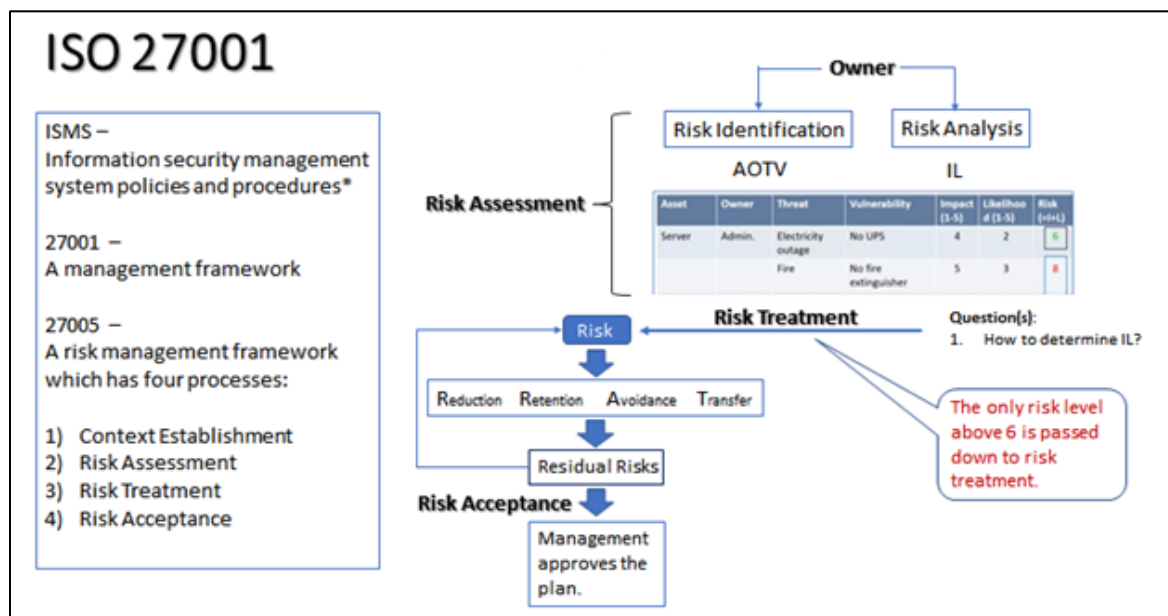 ISO 27001
ISMS –
Information security management
system policies and procedures*
27001 –
A management framework
27005 –
A risk management framework
which has four processes:
1) Context Establishment
2) Risk Assessment
3) Risk Treatment
4) Risk Acceptance
Owner
Risk Identification
Risk Analysis
AOTV
IL
Risk Assessment
Asset Owner Threat Vulnerability Impact (1-5) Likelihoo d (1-5) Risk (=I+L)
Server Admin. Electricity outage No UPS 4 2 6
Fire No fire extinguisher 5 3 8
Risk
Risk Treatment
Question(s):
1. How to determine IL?
Reduction Retention Avoidance Transfer
The only risk level
above 6 is passed
down to risk
treatment.
Residual Risks
Risk Acceptance
Management
approves the
plan.